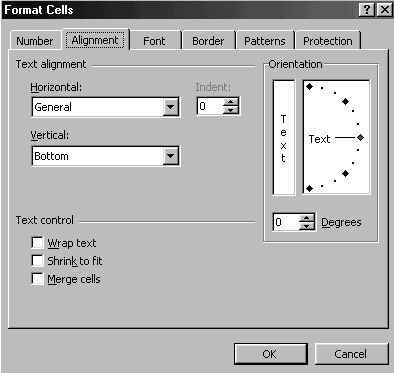 Format Cells
Number Alignment Font Border Patterns Protection
Text alignment
Horizontal:
General
Indent:
0
Vertical:
Bottom
Text control
Wrap text
Shrink to fit
Merge cells
Orientation
Text
Text
0 Degrees
OK Cancel